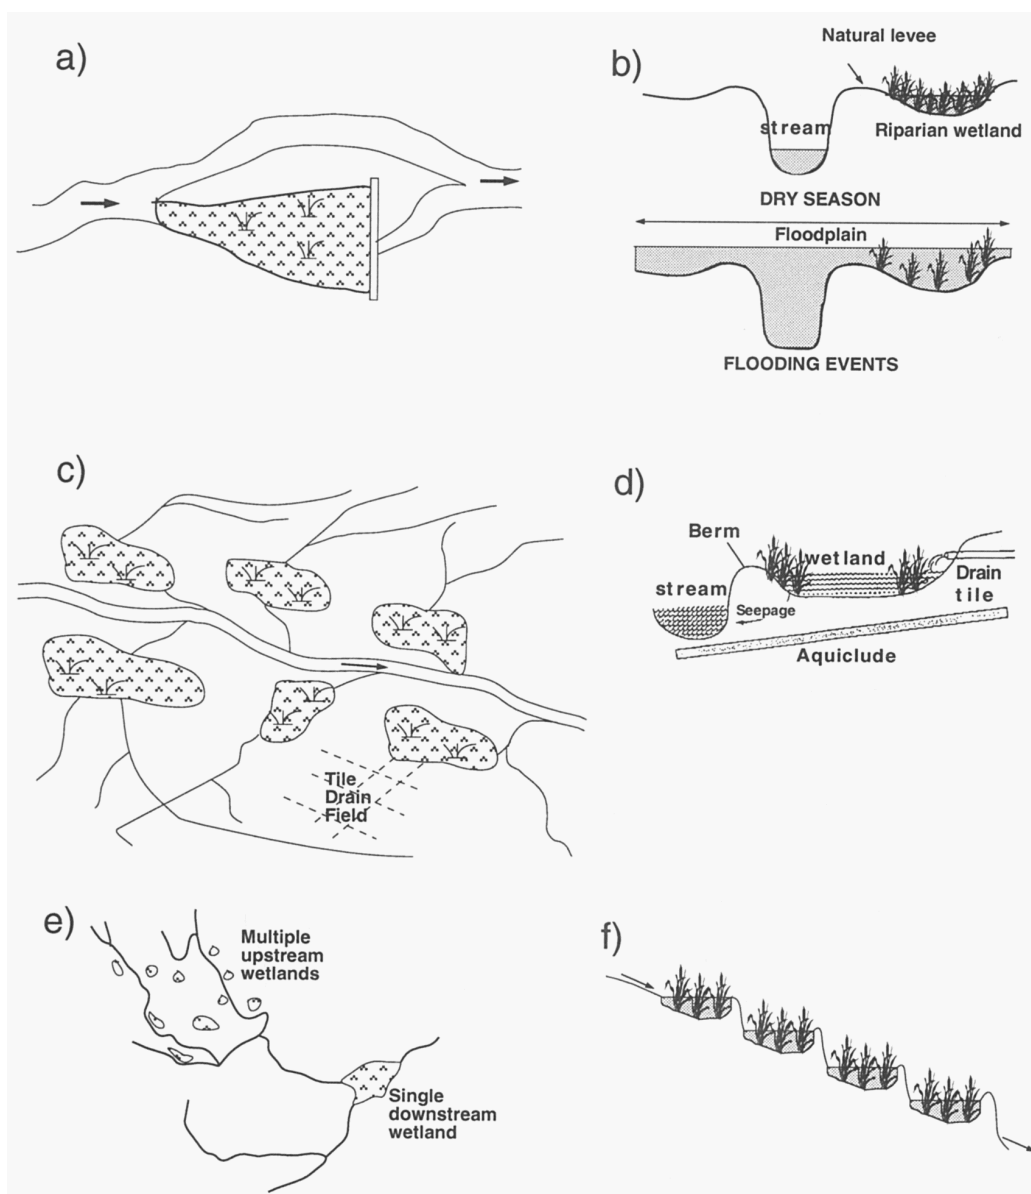 a)
b)
Natural levee
stream
Riparian wetland
DRY SEASON
Floodplain
FLOODING EVENTS
c)
Tile
Drain
Field
d)
Berm
wetland
stream
Seepage
Drain
tile
Aquiclude
e)
Multiple
upstream
wetlands
Single
downstream
wetland
f)